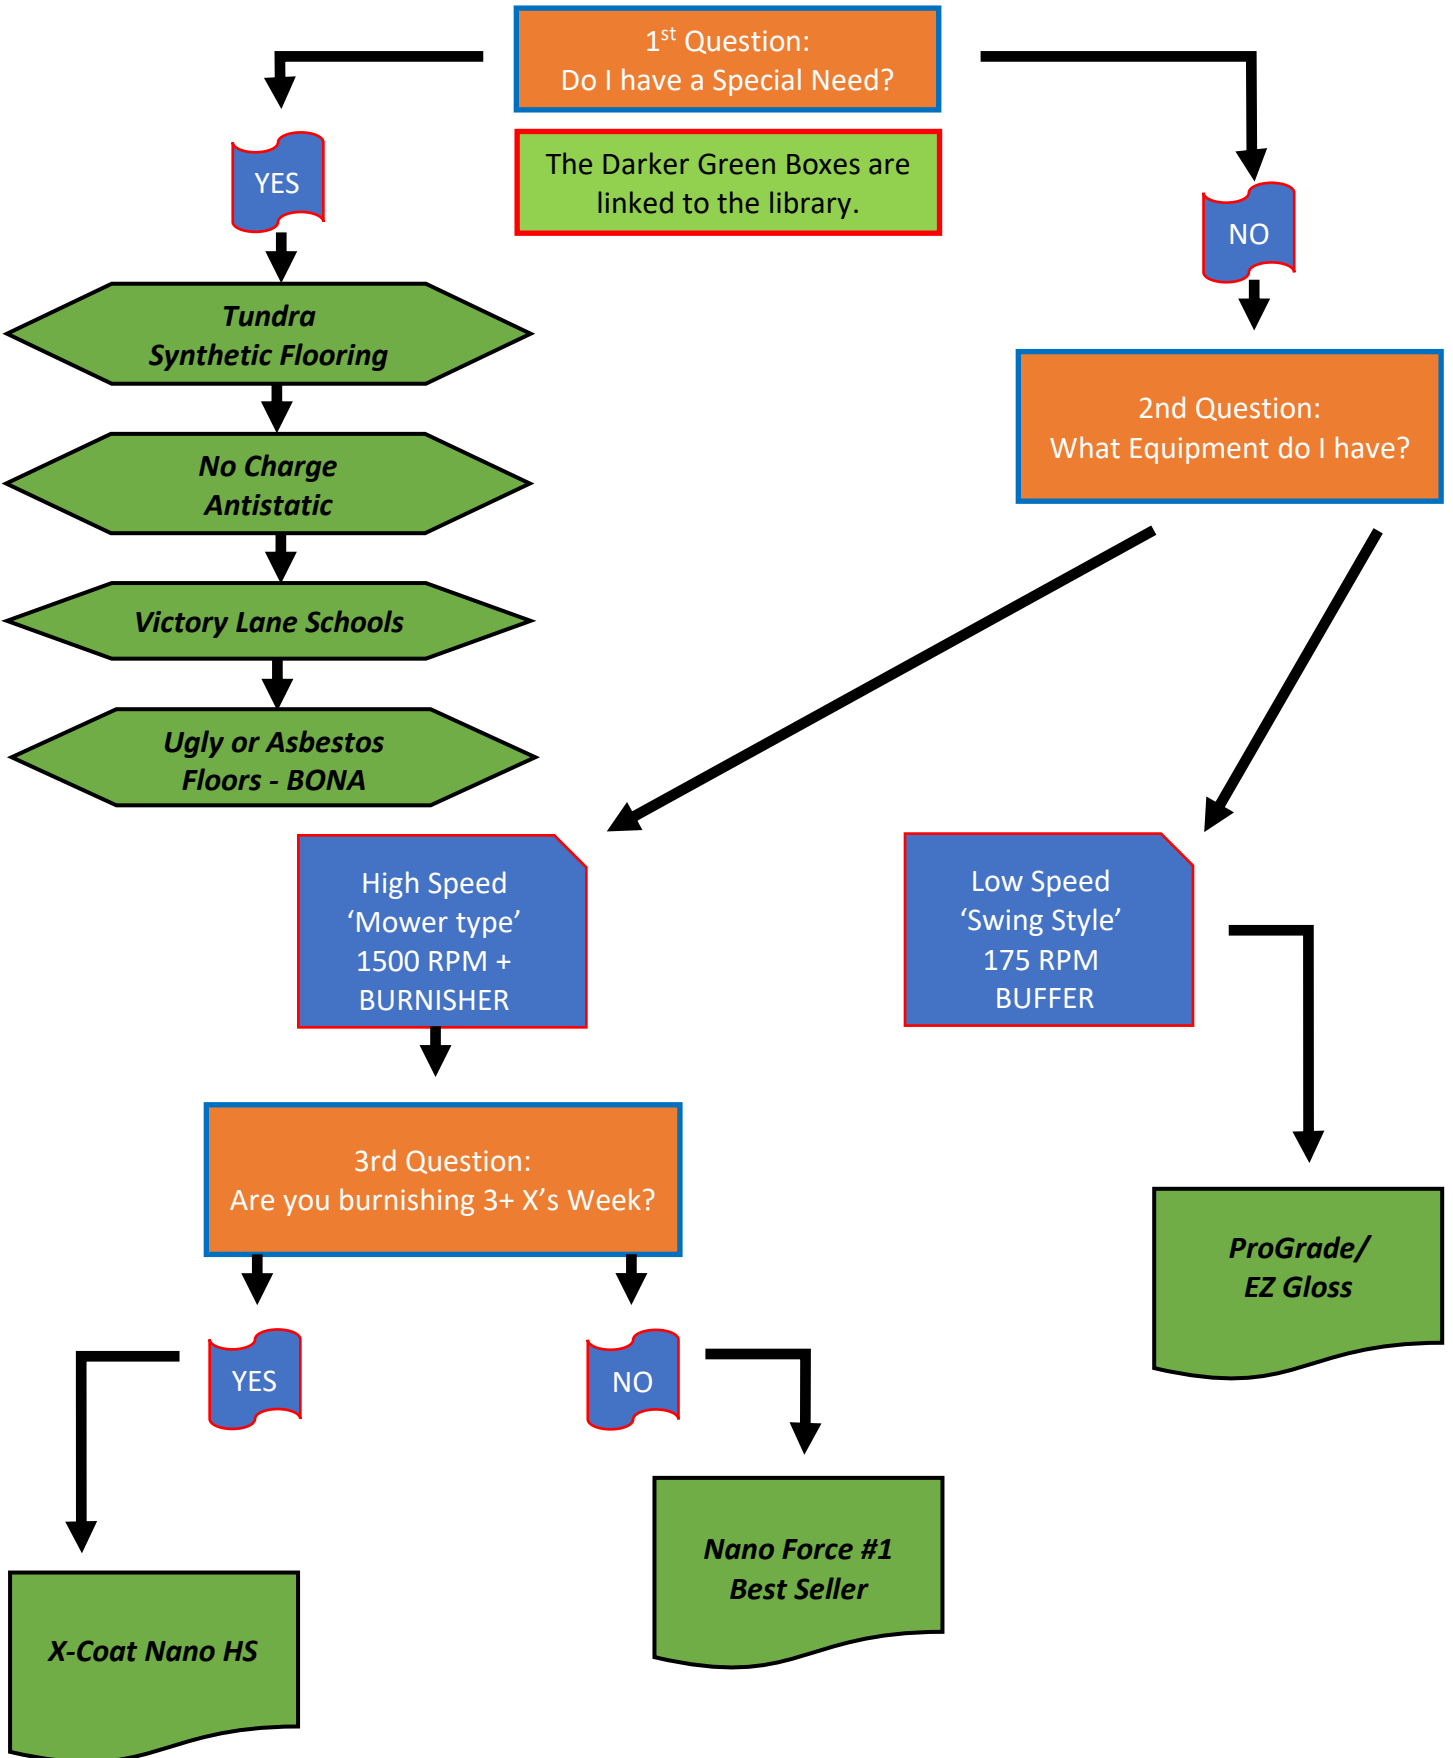 1st Question:
Do I have a Special Need?
The Darker Green Boxes are
linked to the library.
YES
NO
Tundra
Synthetic Flooring
No Charge
Antistatic
Victory Lane Schools
Ugly or Asbestos
Floors - BONA
2nd Question:
What Equipment do I have?
High Speed
‘Mower type’
1500 RPM +
BURNISHER
Low Speed
‘Swing Style’
175 RPM
BUFFER
3rd Question:
Are you burnishing 3+ X’s Week?
ProGrade/
EZ Gloss
YES
NO
Nano Force #1
Best Seller
X-Coat Nano HS